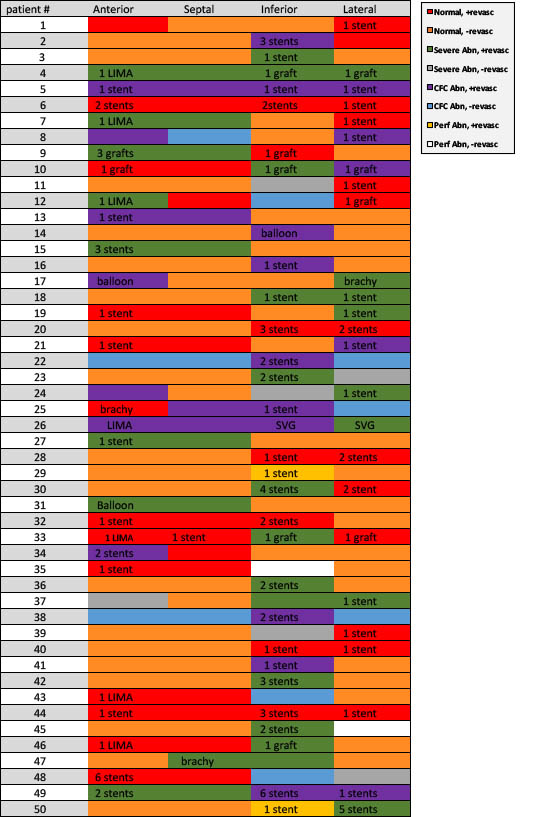 patient # Anterior Septal Inferior Lateral
1 1 stent
2 3 stents
3 1 stent
4 1 LIMA 1 graft 1 graft
5 1 stent 1 stent 1 stent
6 2 stents 2stents 1 stent
7 1 LIMA 1 stent
8 1 stent
9 3 grafts 1 graft
10 1 graft 1 graft 1 graft
11 1 stent
12 1 LIMA 1 graft
13 1 stent
14 balloon
15 3 stents
16 1 stent
17 balloon brachy
18 1 stent 1 stent
19 1 stent 1 stent
20 3 stents 2 stents
21 1 stent 1 stent
22 2 stents
23 2 stents
24 1 stent
25 brachy 1 stent
26 LIMA SVG SVG
27 1 stent
28 1 stent 2 stents
29 1 stent
30 4 stents 2 stent
31 Balloon
32 1 stent 2 stents
33 1 LIMA 1 stent 1 graft 1 graft
34 2 stents
35 1 stent
36 2 stents
37 1 stent
38 2 stents
39 1 stent
40 1 stent 1 stent
41 1 stent
42 3 stents
43 1 LIMA
44 1 stent 3 stents 1 stent
45 2 stents
46 1 LIMA 1 graft
47 brachy
48 6 stents
49 2 stents 6 stents 1 stents
50 1 stent 5 stents
Normal, +revasc
Normal, -revasc
Severe Abn, +revasc
Severe Abn, -revasc
CFC Abn, +revasc
CFC Abn, -revasc
Perf Abn, +revasc
Perf Abn, -revasc